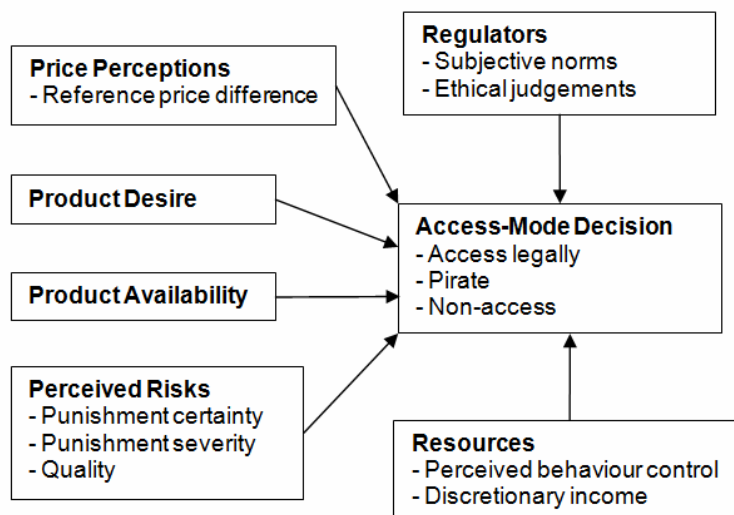 Price Perceptions
- Reference price difference
Regulators
- Subjective norms
- Ethical judgements
Product Desire
Product Availability
Access-Mode Decision
- Access legally
- Pirate
- Non-access
Perceived Risks
- Punishment certainty
- Punishment severity
- Quality
Resources
- Perceived behaviour control
- Discretionary income